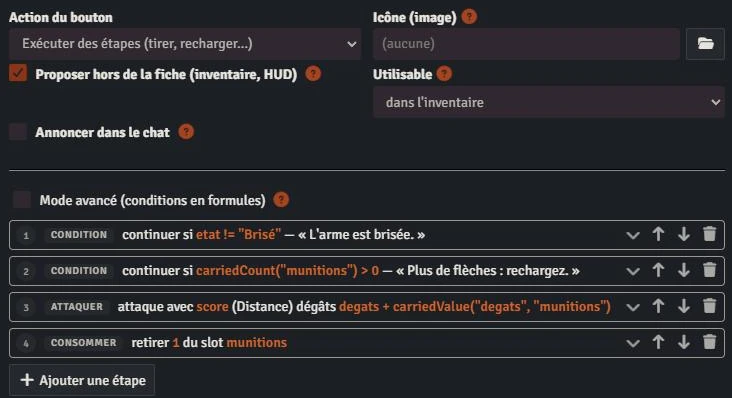 Action du bouton
Icône (image) ?
Exécuter des étapes (tirer, recharger...)
(aucune)
Proposer hors de la fiche (inventaire, HUD) ?
Utilisable ?
dans l'inventaire
Annoncer dans le chat ?
Mode avancé (conditions en formules) ?
1 CONDITION continuer si etat != "Brisé" — « L'arme est brisée. »
2 CONDITION continuer si carriedCount("munitions") > 0 — « Plus de flèches : rechargez. »
3 ATTAQUER attaque avec score (Distance) dégâts degats + carriedValue("degats", "munitions")
4 CONSOMMER retirer 1 du slot munitions
+ Ajouter une étape